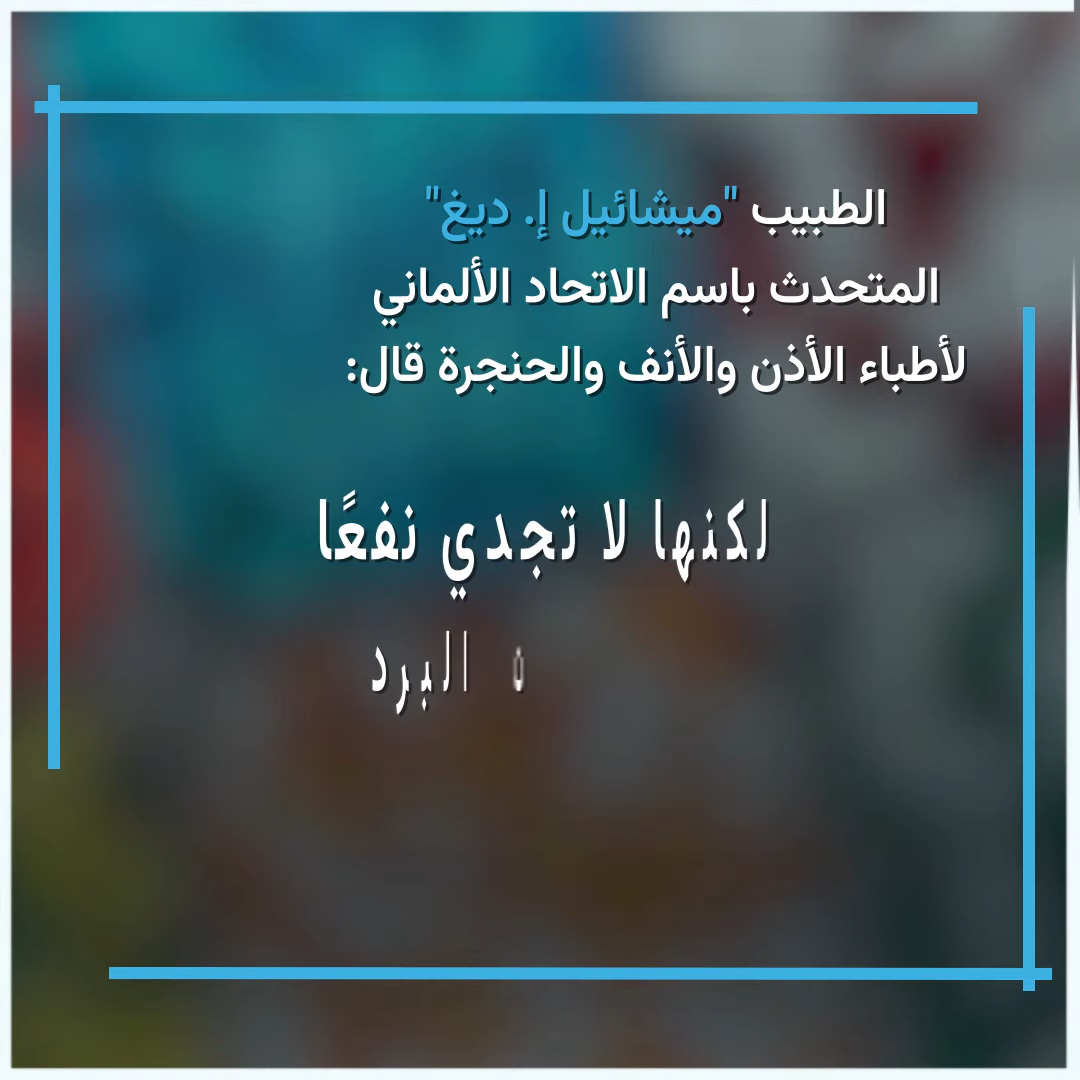 الطبيب "ميشائيل إ. ديغ"
المتحدث باسم الاتحاد الألماني
لأطباء الأذن والأنف والحنجرة قال:
لكنها لا تجدي نفعًا
البرد